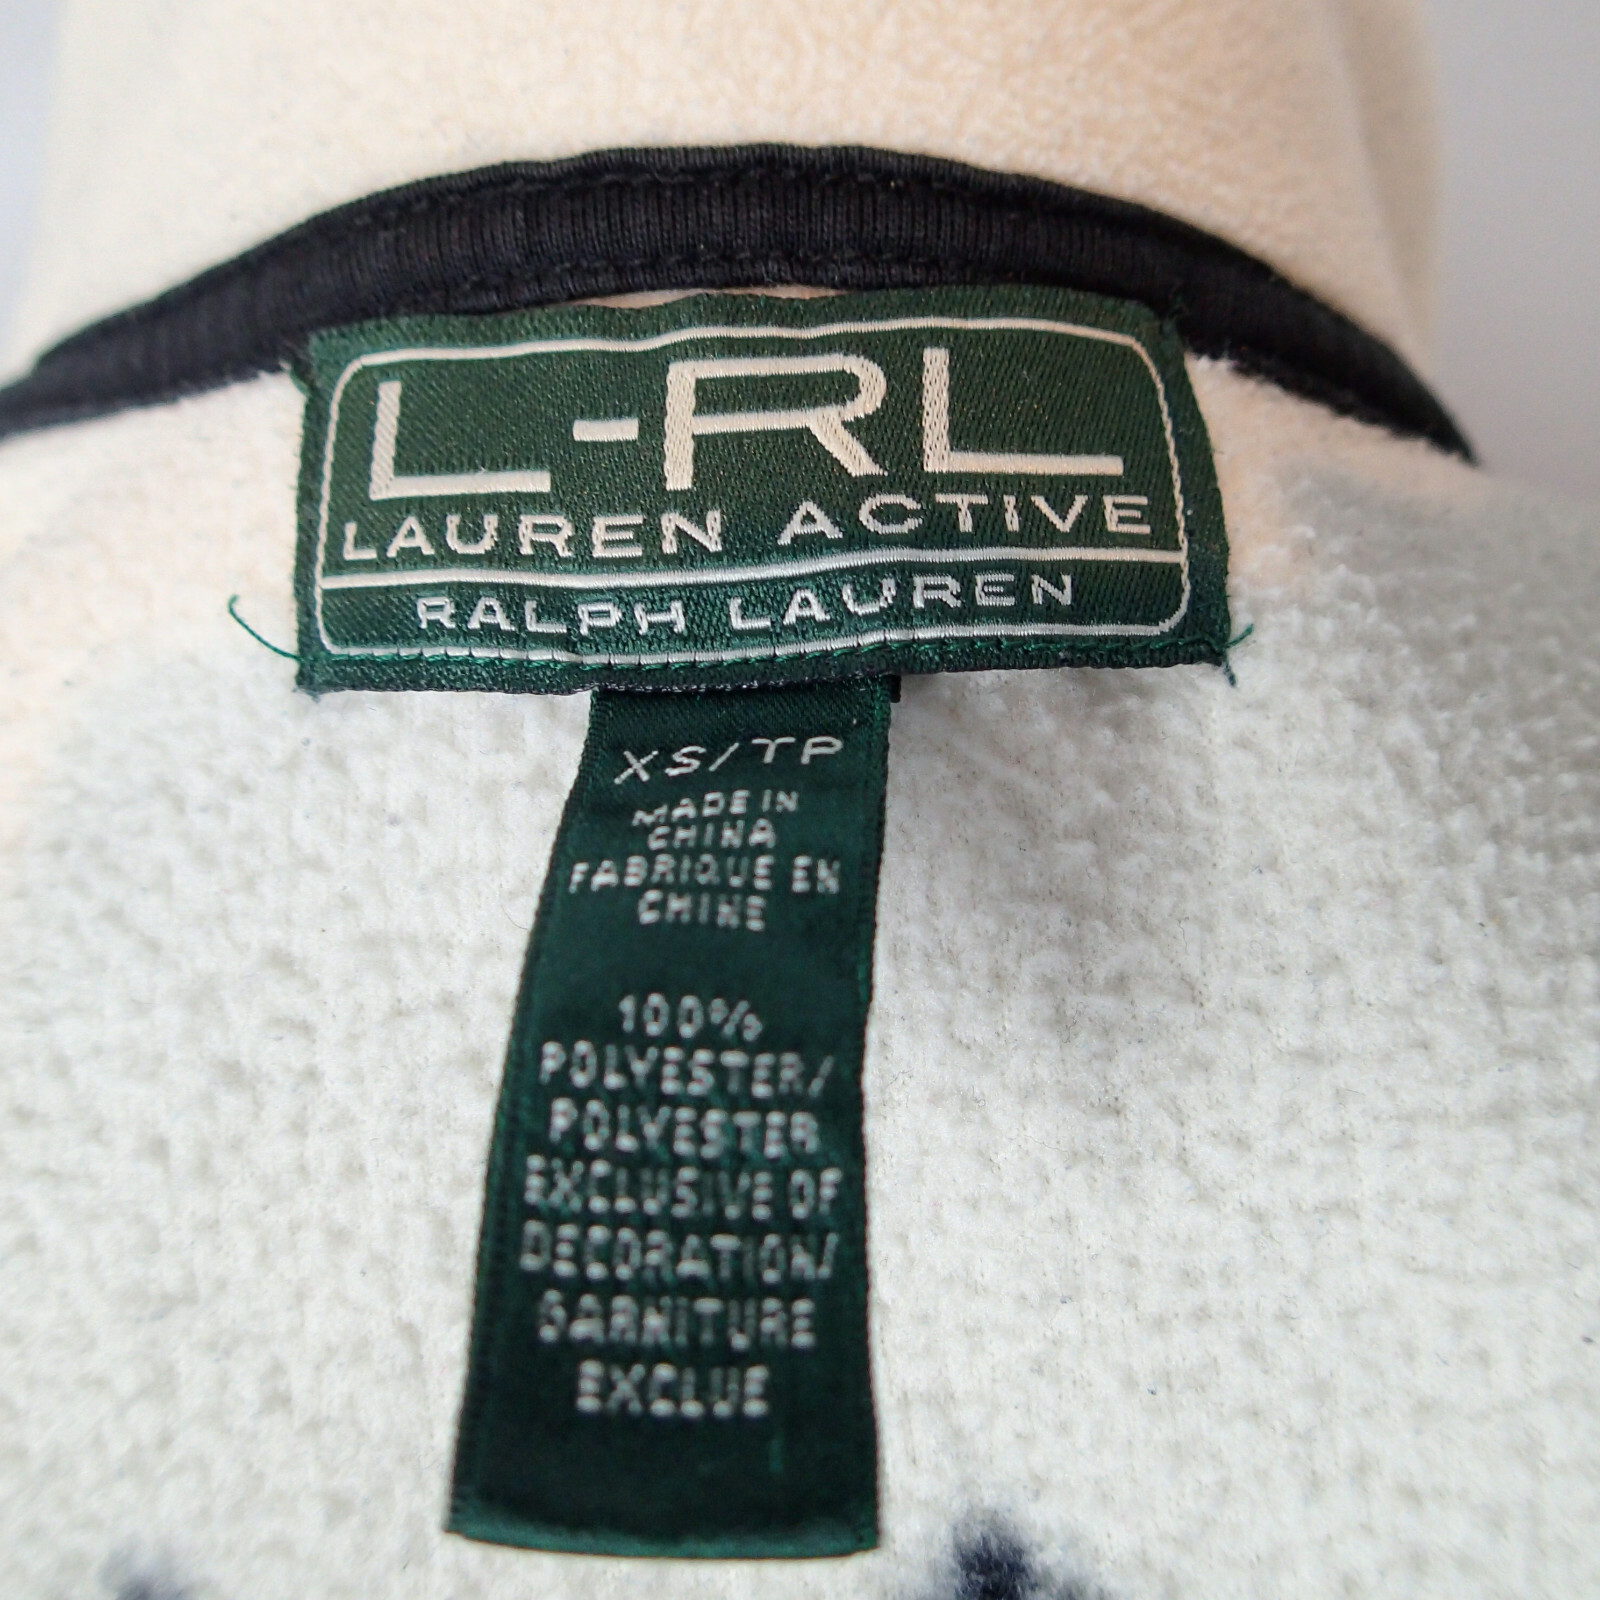 L-RL
LAUREN ACTIVE
RALPH LAUREN
XS/TP
MADE IN
CHINA
FABRIQUE EN
CHINE
100%
POLYESTER/
POLYESTER
EXCLUSIVE OF
DECORATION/
GARNITURE
EXCLUE